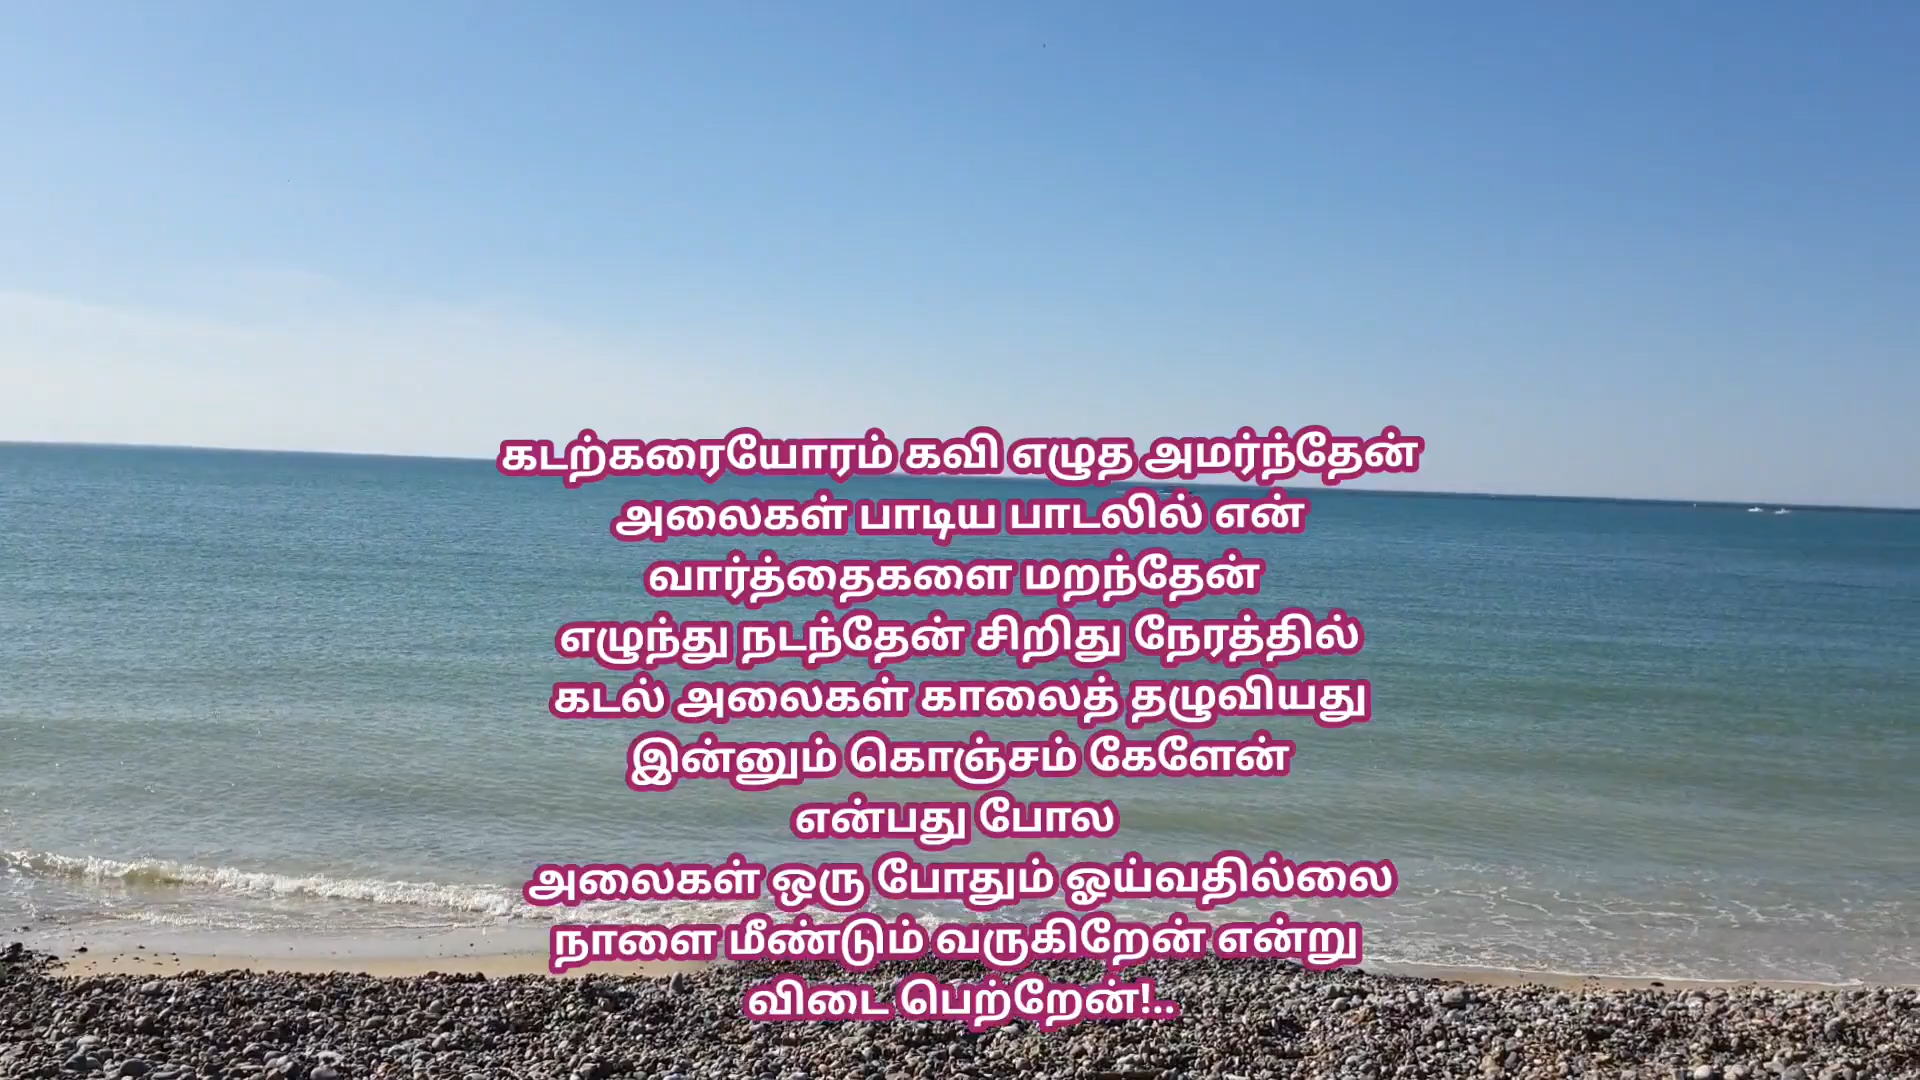 கடற்கரையோரம் கவி எழுத அமர்ந்தேன்
அலைகள் பாடிய பாடலில் என்
வார்த்தைகளை மறந்தேன்
எழுந்து நடந்தேன் சிறிது நேரத்தில்
கடல் அலைகள் காலைத் தழுவியது
இன்னும் கொஞ்சம் கேளேன்
என்பது போல
அலைகள் ஒரு போதும் ஓய்வதில்லை
நாளை மீண்டும் வருகிறேன் என்று
விடை பெற்றேன்!..